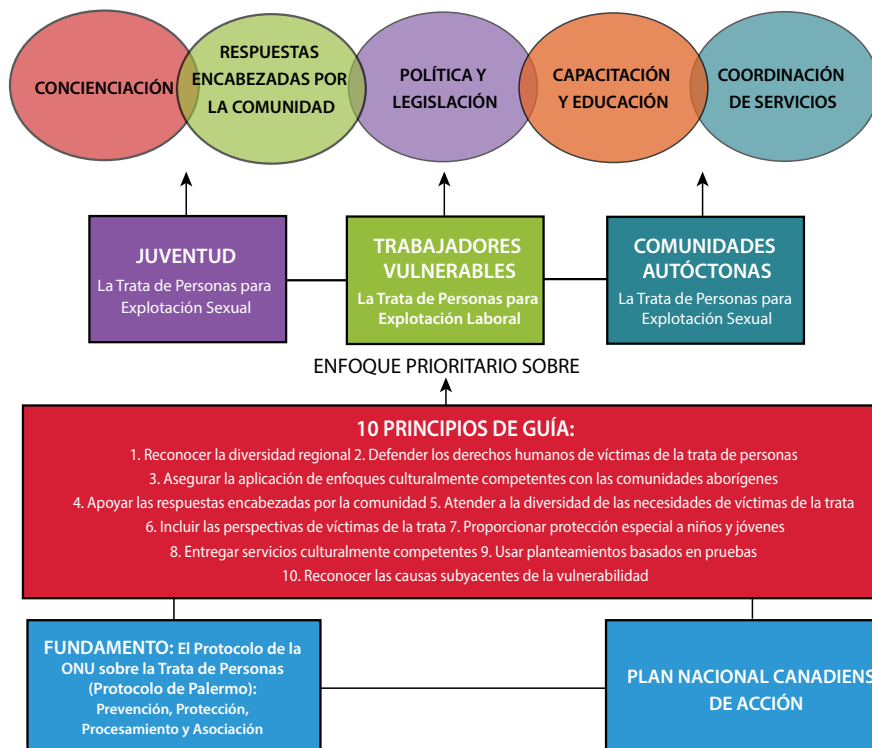 CONCIENCIACIÓN
RESPUESTAS
ENCABEZADAS POR
LA COMUNIDAD
POLÍTICA Y
LEGISLACIÓN
CAPACITACIÓN
Y EDUCACIÓN
COORDINACIÓN
DE SERVICIOS
JUVENTUD
La Trata de Personas para
Explotación Sexual
TRABAJADORES
VULNERABLES
La Trata de Personas para
Explotación Laboral
COMUNIDADES
AUTÓCTONAS
La Trata de Personas para
Explotación Sexual
ENFOQUE PRIORITARIO SOBRE
10 PRINCIPIOS DE GUÍA:
1. Reconocer la diversidad regional 2. Defender los derechos humanos de víctimas de la trata de personas
3. Asegurar la aplicación de enfoques culturalmente competentes con las comunidades aborígenes
4. Apoyar las respuestas encabezadas por la comunidad 5. Atender a la diversidad de las necesidades de víctimas de la trata
6. Incluir las perspectivas de víctimas de la trata 7. Proporcionar protección especial a niños y jóvenes
8. Entregar servicios culturalmente competentes 9. Usar planteamientos basados en pruebas
10. Reconocer las causas subyacentes de la vulnerabilidad
FUNDAMENTO: El Protocolo de la
ONU sobre la Trata de Personas
(Protocolo de Palermo):
Prevención, Protección,
Procesamiento y Asociación
PLAN NACIONAL CANADIENS
DE ACCIÓN